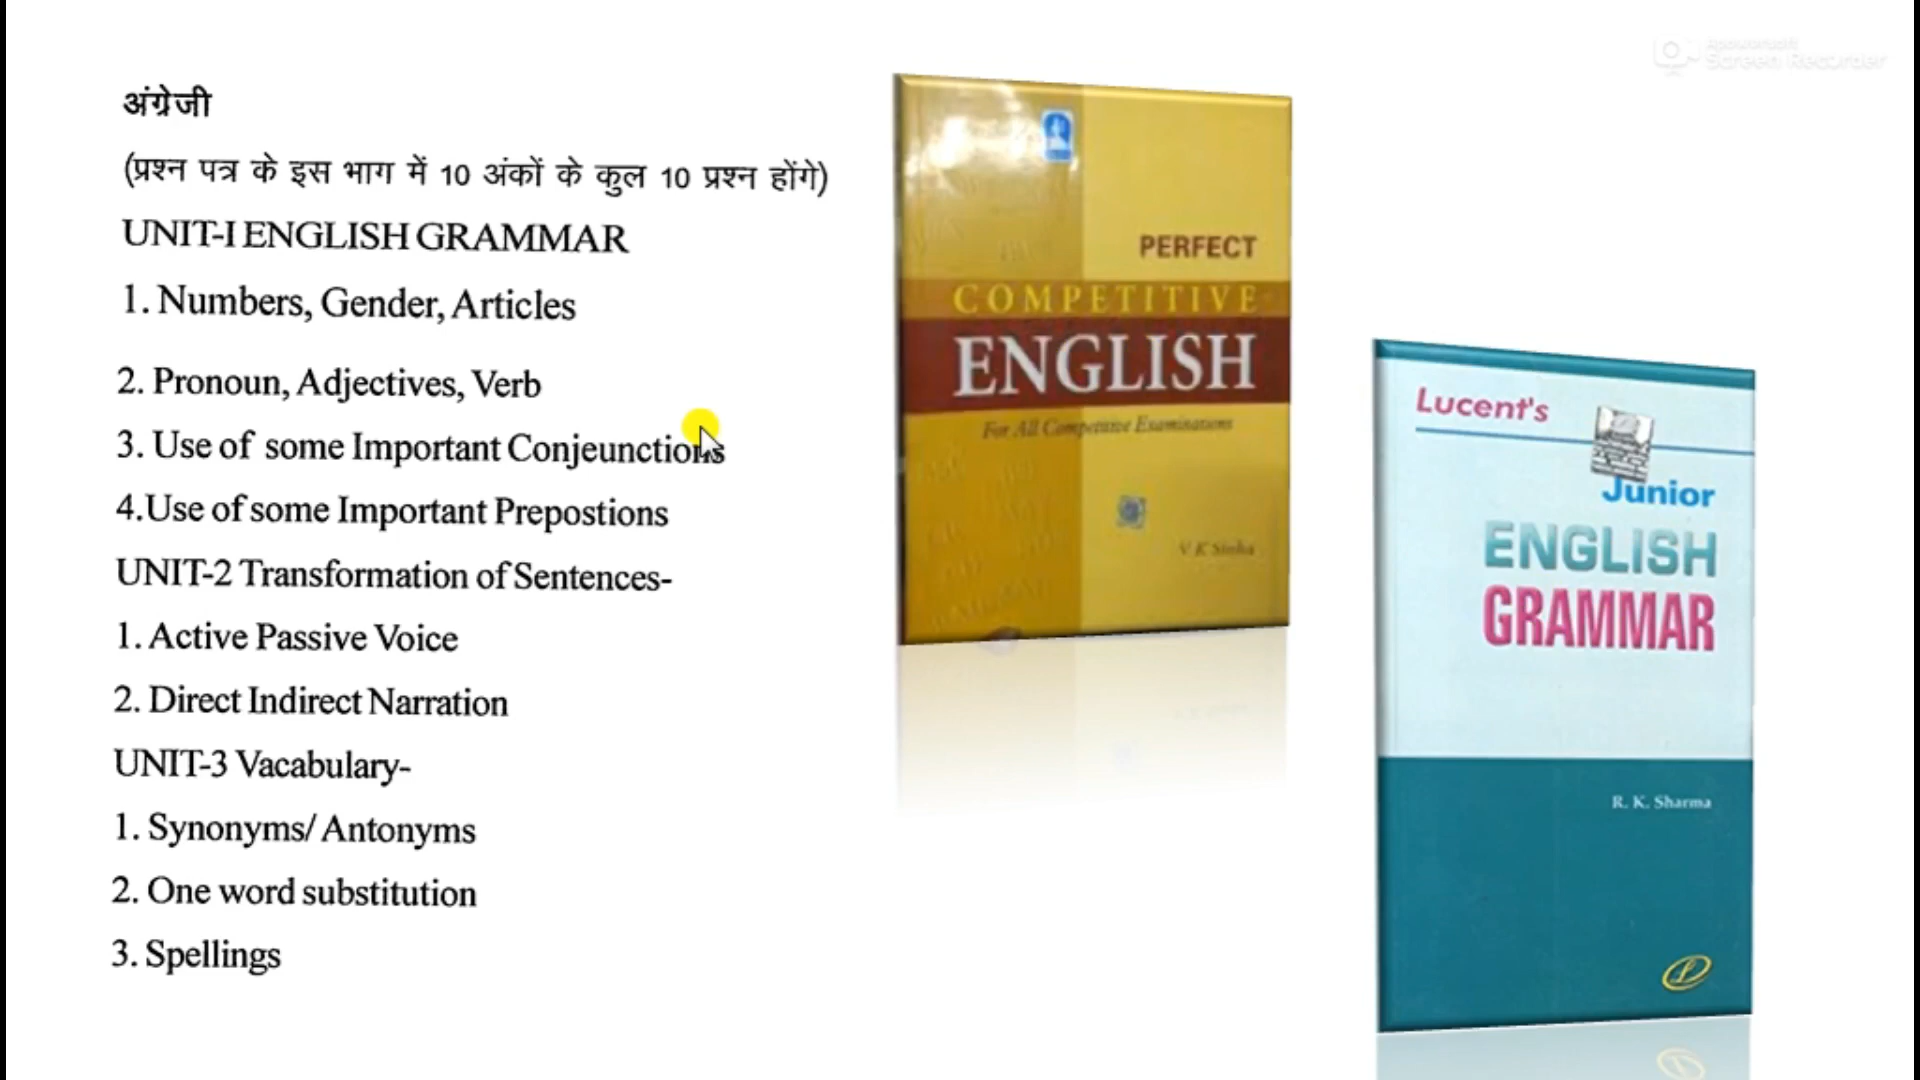 अंग्रेजी
(प्रश्न पत्र के इस भाग में 10 अंकों के कुल 10 प्रश्न होंगे)
UNIT-I ENGLISH GRAMMAR
1. Numbers, Gender, Articles
2. Pronoun, Adjectives, Verb
3. Use of some Important Conjeunctions
4.Use of some Important Prepostions
UNIT-2 Transformation of Sentences-
1. Active Passive Voice
2. Direct Indirect Narration
UNIT-3 Vacabulary-
1. Synonyms/ Antonyms
2. One word substitution
3. Spellings
PERFECT
COMPETITIVE
ENGLISH
For All Competitive Examinations
V K Sinha
Lucent's
Junior
ENGLISH
GRAMMAR
R. K. Sharma
Apowersoft
Screen Recorder